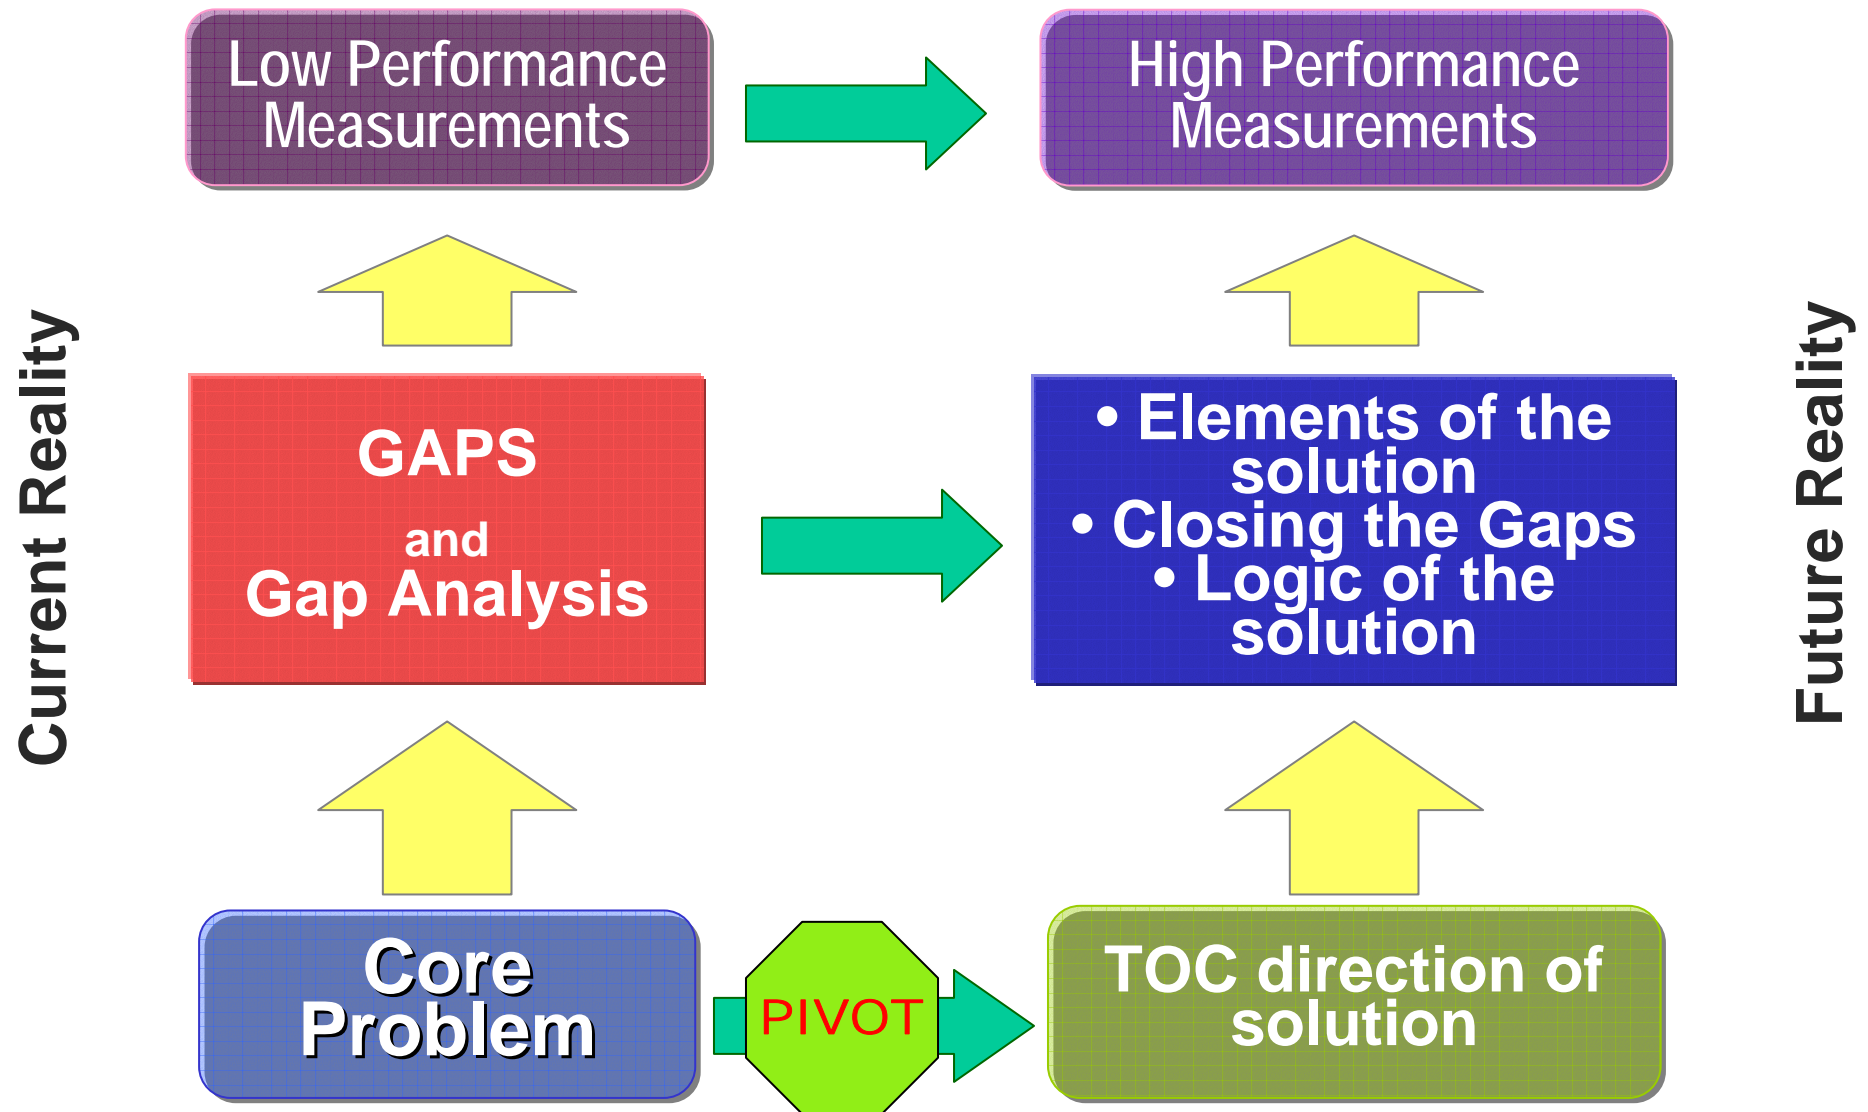 Low Performance
Measurements
High Performance
Measurements
Current Reality
GAPS
and
Gap Analysis
• Elements of the
solution
• Closing the Gaps
• Logic of the
solution
Future Reality
Core
Problem
PIVOT
TOC direction of
solution